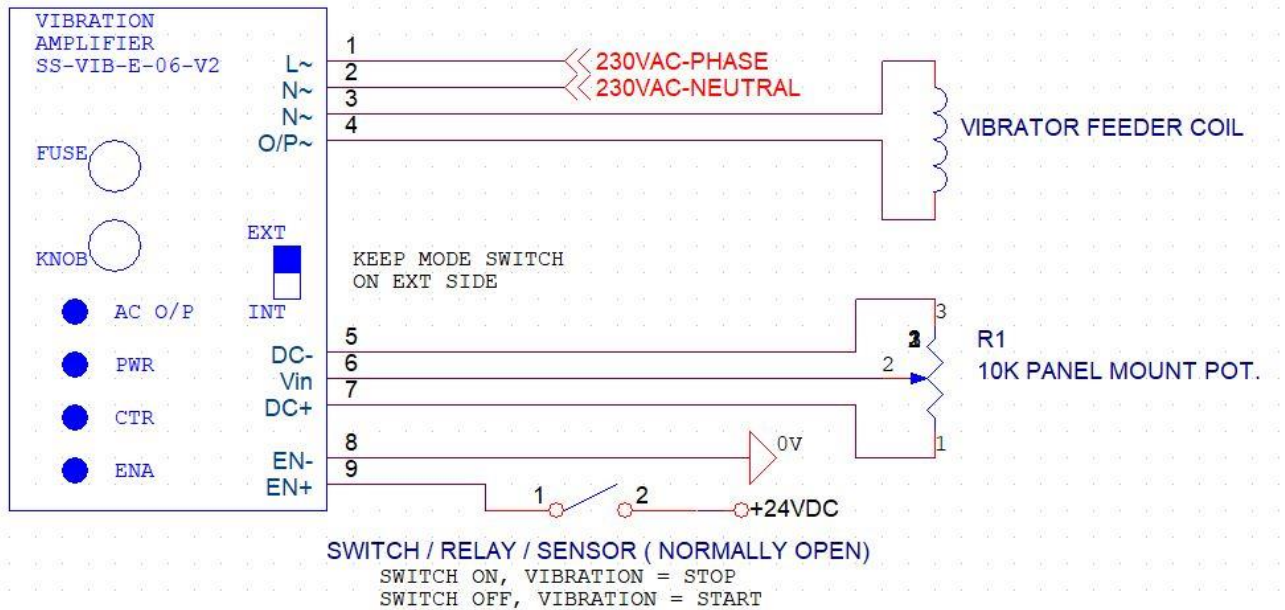 VIBRATION
AMPLIFIER
SS-VIB-E-06-V2
L~
1
N~
2
N~
3
O/P~
4
230VAC-PHASE
230VAC-NEUTRAL
VIBRATOR FEEDER COIL
FUSE
KNOB
EXT
INT
KEEP MODE SWITCH
ON EXT SIDE
AC O/P
PWR
CTR
ENA
DC-
5
Vin
6
DC+
7
EN-
8
EN+
9
3
2
1
R1
10K PANEL MOUNT POT.
0V
1
2
+24VDC
SWITCH / RELAY / SENSOR ( NORMALLY OPEN)
SWITCH ON, VIBRATION = STOP
SWITCH OFF, VIBRATION = START